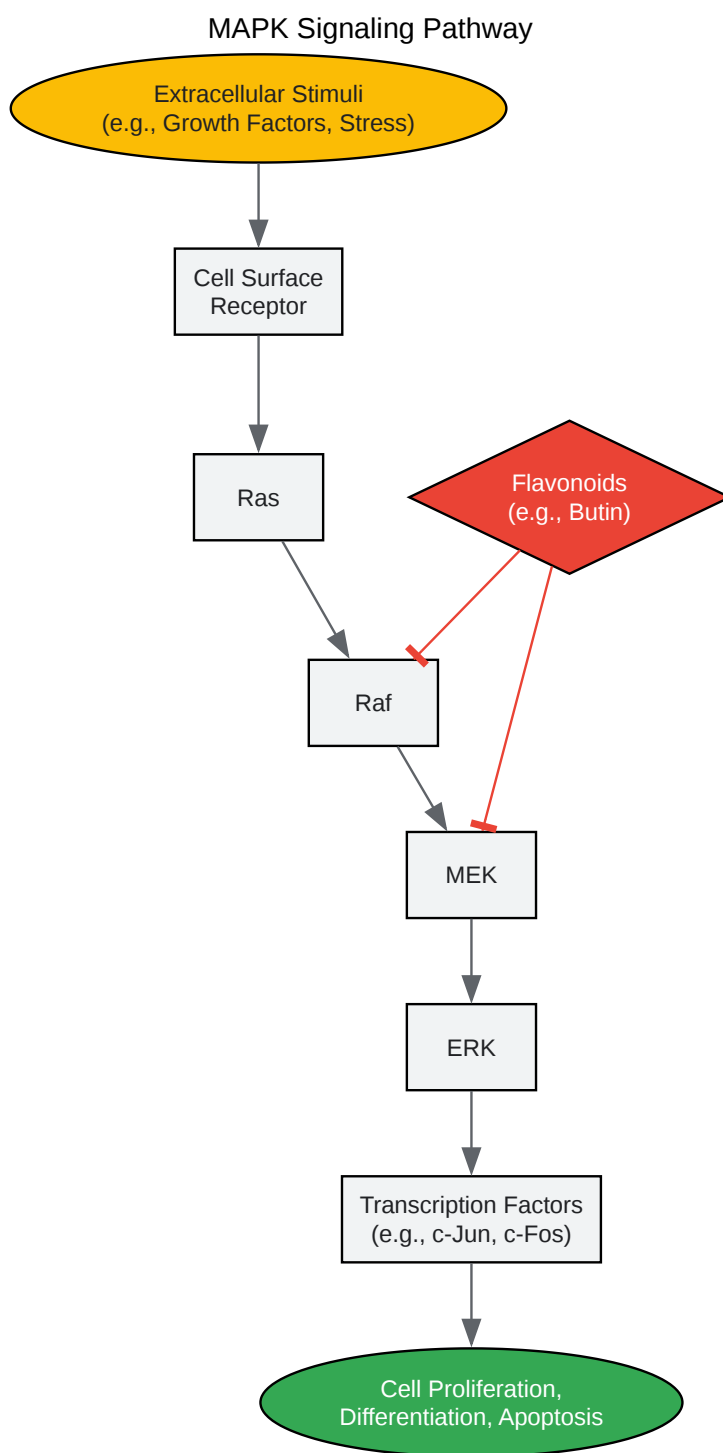 MAPK Signaling Pathway
Extracellular Stimuli
(e.g., Growth Factors, Stress)
Cell Surface
Receptor
Ras
Flavonoids
(e.g., Butin)
Raf
MEK
ERK
Transcription Factors
(e.g., c-Jun, c-Fos)
Cell Proliferation,
Differentiation, Apoptosis